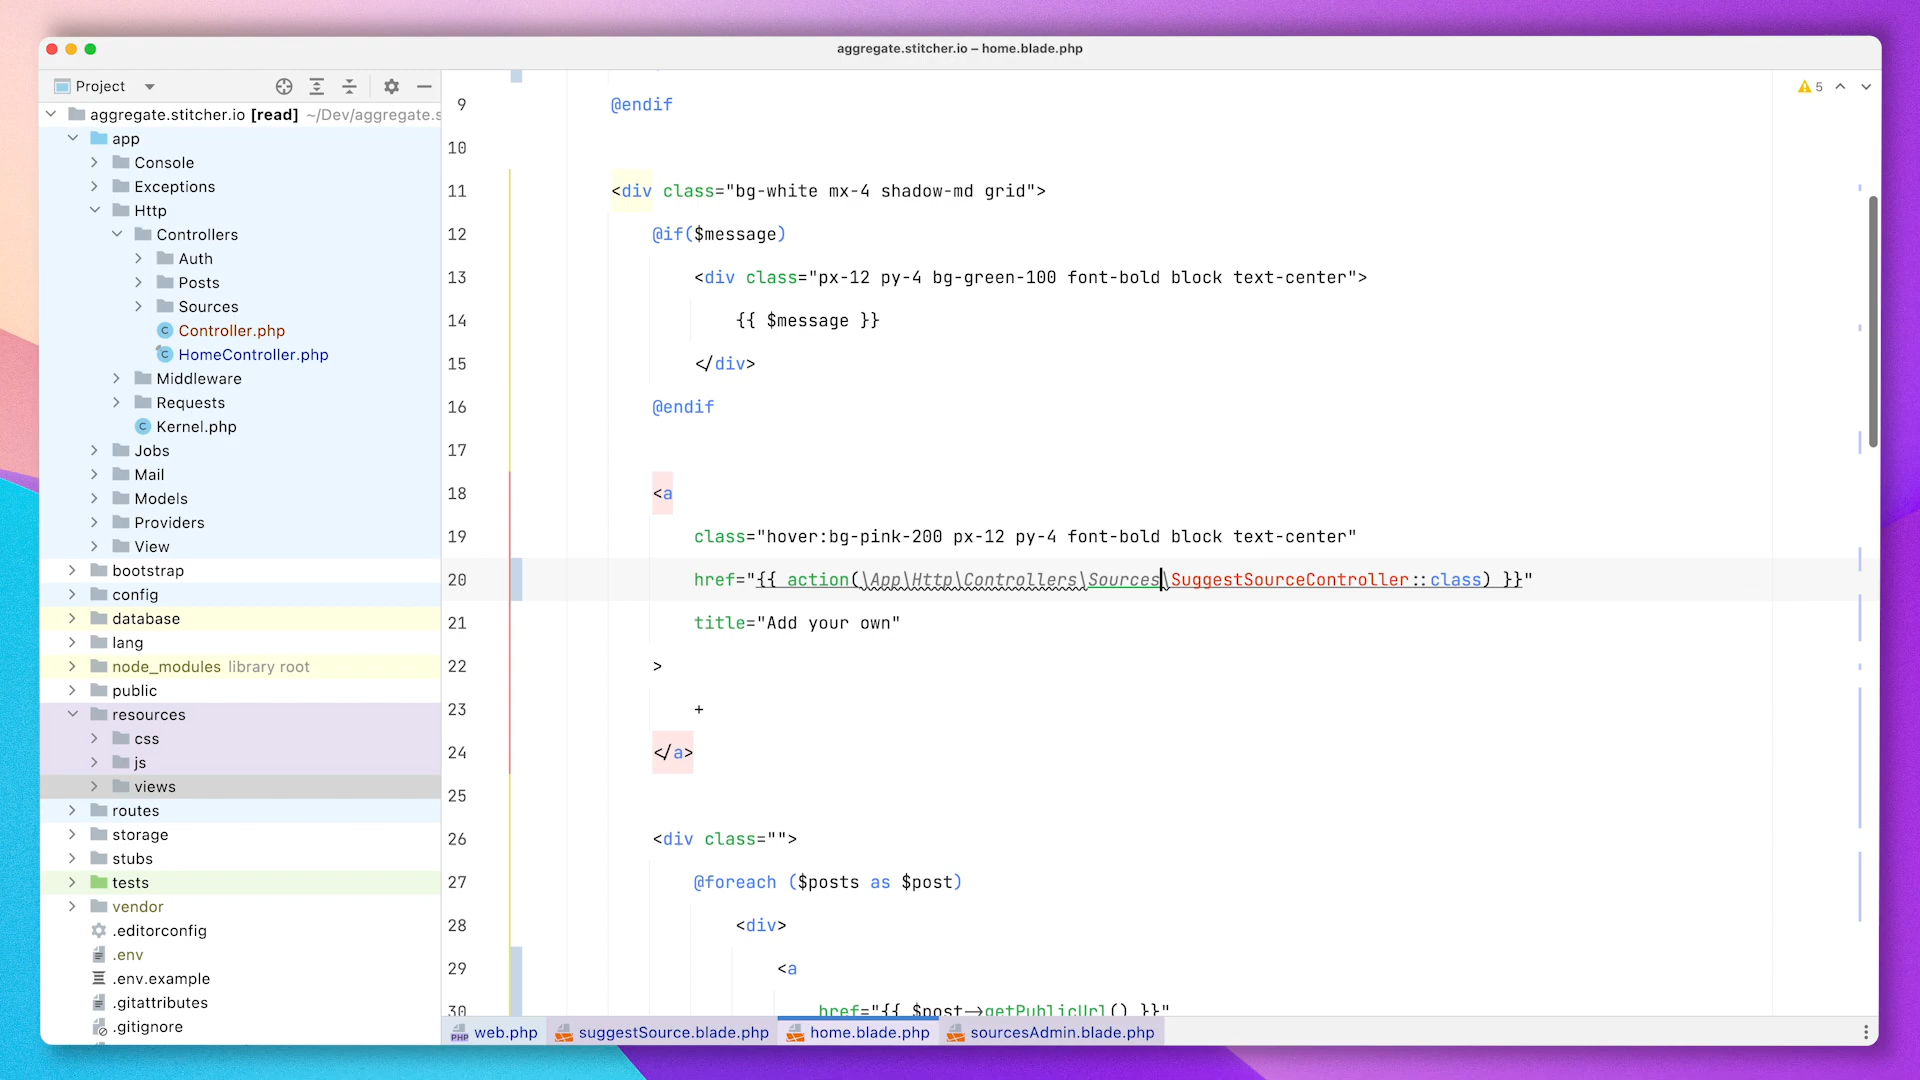 aggregate.stitcher.io – home.blade.php
Project
5
aggregate.stitcher.io [read] ~/Dev/aggregate.s
app
Console
Exceptions
Http
Controllers
Auth
Posts
Sources
Controller.php
HomeController.php
Middleware
Requests
Kernel.php
Jobs
Mail
Models
Providers
View
bootstrap
config
database
lang
node_modules library root
public
resources
css
js
views
routes
storage
stubs
tests
vendor
.editorconfig
.env
.env.example
.gitattributes
.gitignore
9 @endif
10
11 <div class="bg-white mx-4 shadow-md grid">
12 @if($message)
13 <div class="px-12 py-4 bg-green-100 font-bold block text-center">
14 {{ $message }}
15 </div>
16 @endif
17
18 <a
19 class="hover:bg-pink-200 px-12 py-4 font-bold block text-center"
20 href="{{ action(\App\Http\Controllers\Sources\SuggestSourceController::class) }}"
21 title="Add your own"
22 >
23 +
24 </a>
25
26 <div class="">
27 @foreach ($posts as $post)
28 <div>
29 <a
30 href="{{ $post->getPublicUrl() }}"
web.php suggestSource.blade.php home.blade.php sourcesAdmin.blade.php